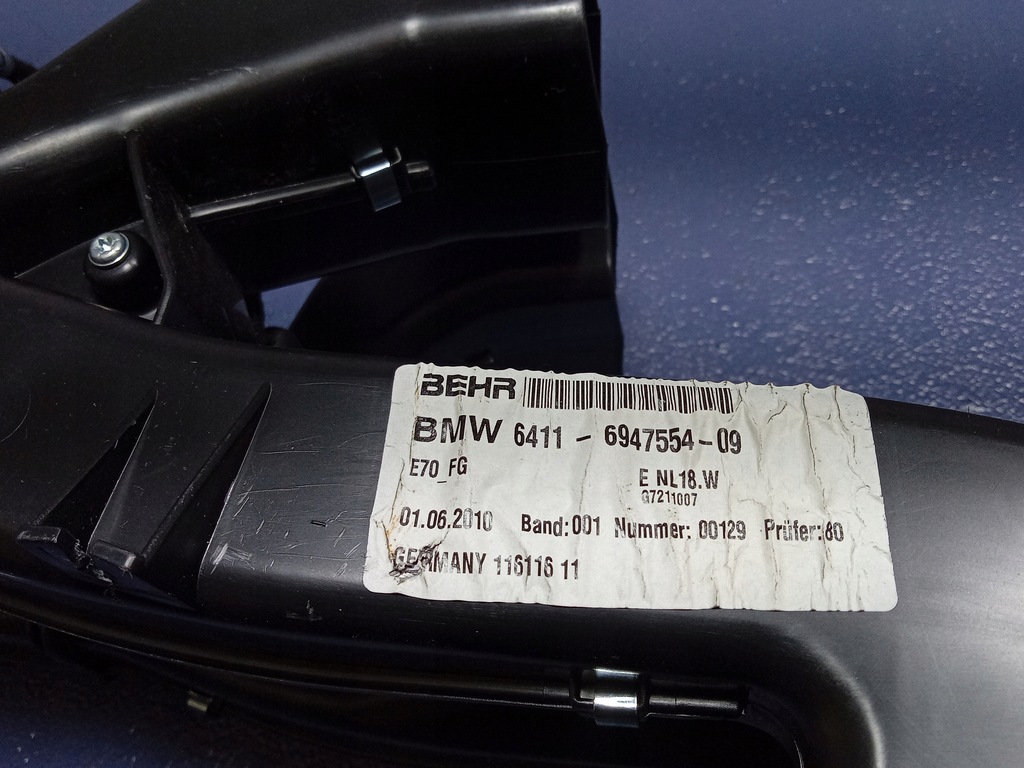 BEHR
BMW 6411 - 6947554-09
E70_FG E NL18.W
G7211007
01.06.2010 Band:001 Nummer: 00129 Prüfer:80
GERMANY 116116 11